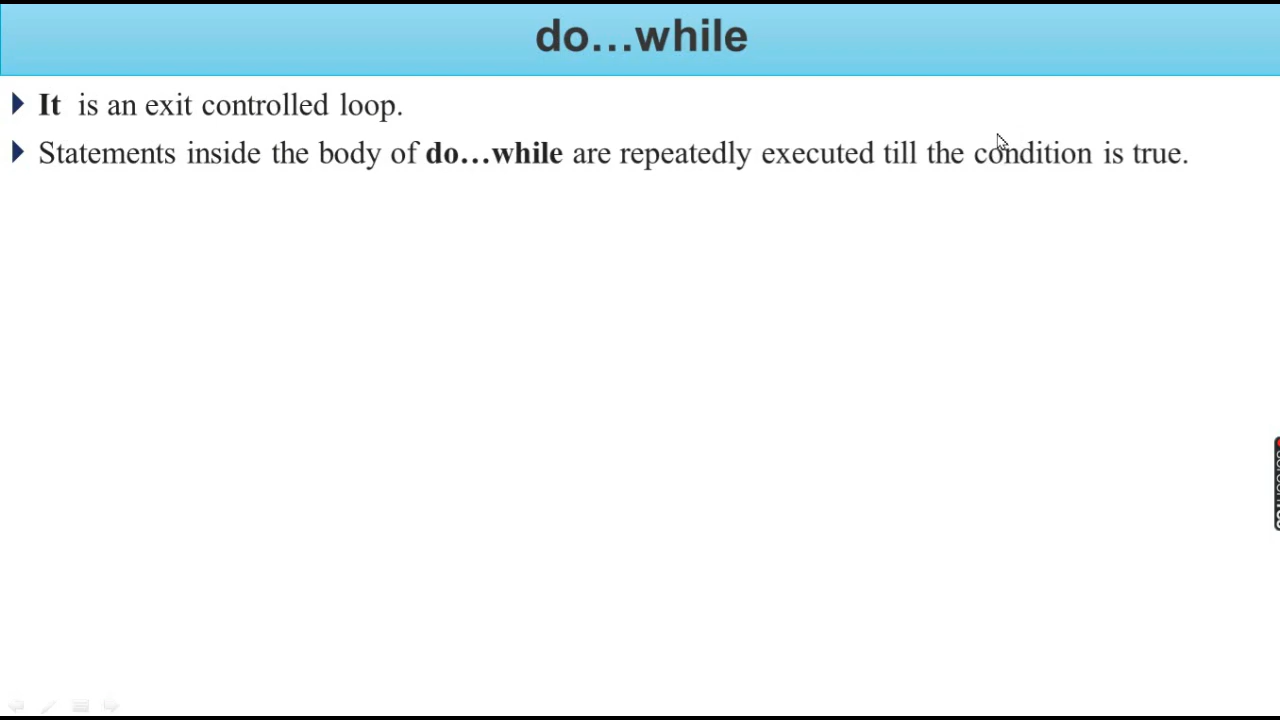 do...while
It is an exit controlled loop.
Statements inside the body of do...while are repeatedly executed till the condition is true.